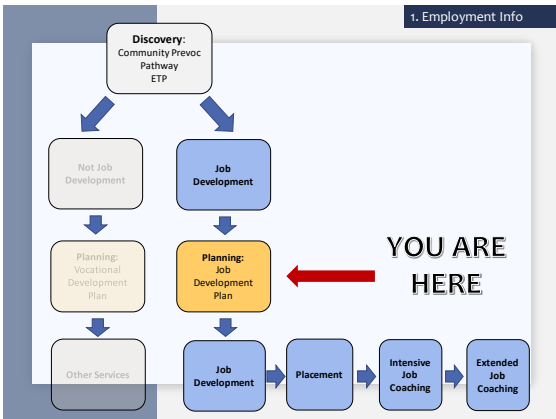 1. Employment Info
Discovery:
Community Prevoc
Pathway
ETP
Not Job
Development
Job
Development
Planning:
Vocational
Development
Plan
Planning:
Job
Development
Plan
YOU ARE
HERE
Other Services
Job
Development
Placement
Intensive
Job
Coaching
Extended
Job
Coaching